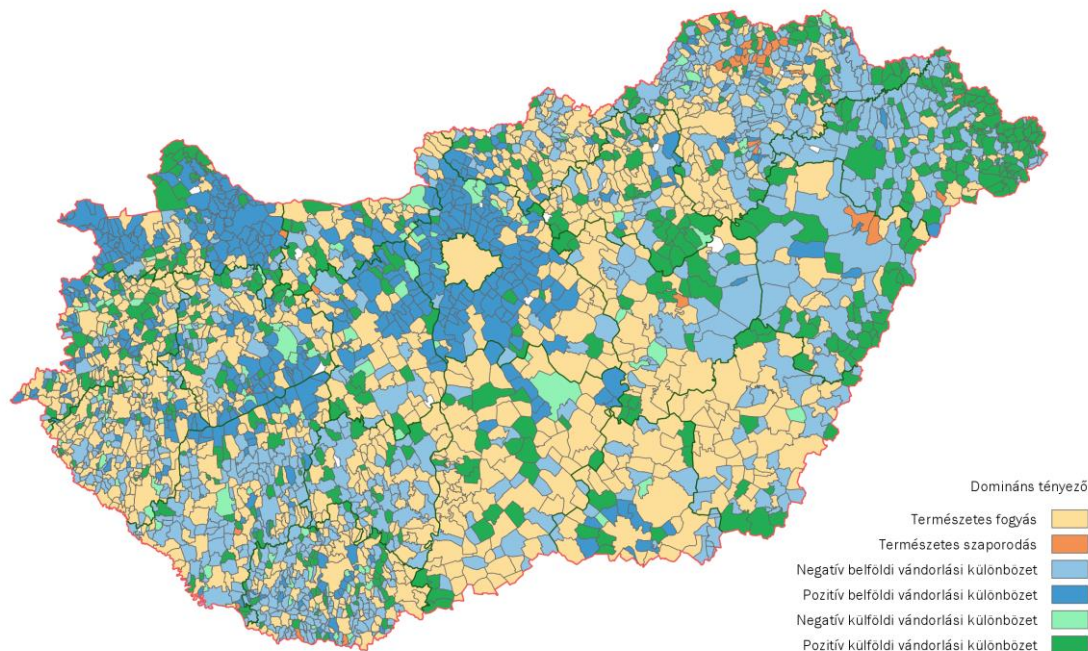 Domináns tényező
Természetes fogyás
Természetes szaporodás
Negatív belföldi vándorlási különbözet
Pozitív belföldi vándorlási különbözet
Negatív külföldi vándorlási különbözet
Pozitív külföldi vándorlási különbözet